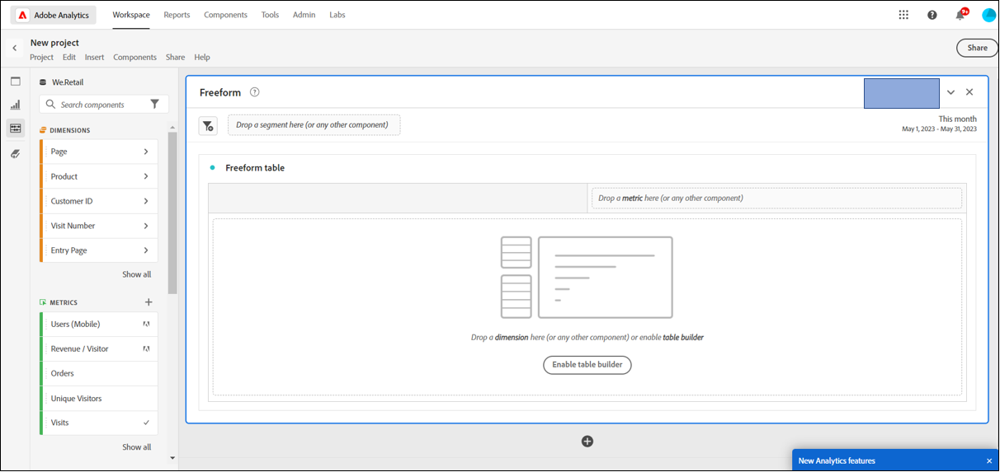 Adobe Analytics
Workspace
Reports
Components
Tools
Admin
Labs
9+
New project
Project
Edit
Insert
Components
Share
Help
Share
We.Retail
Search components
DIMENSIONS
Page
Product
Customer ID
Visit Number
Entry Page
Show all
METRICS
Users (Mobile)
Revenue / Visitor
Orders
Unique Visitors
Visits
Show all
Freeform
Drop a segment here (or any other component)
This month
May 1, 2023 - May 31, 2023
Freeform table
Drop a metric here (or any other component)
Drop a dimension here (or any other component) or enable table builder
Enable table builder
New Analytics features